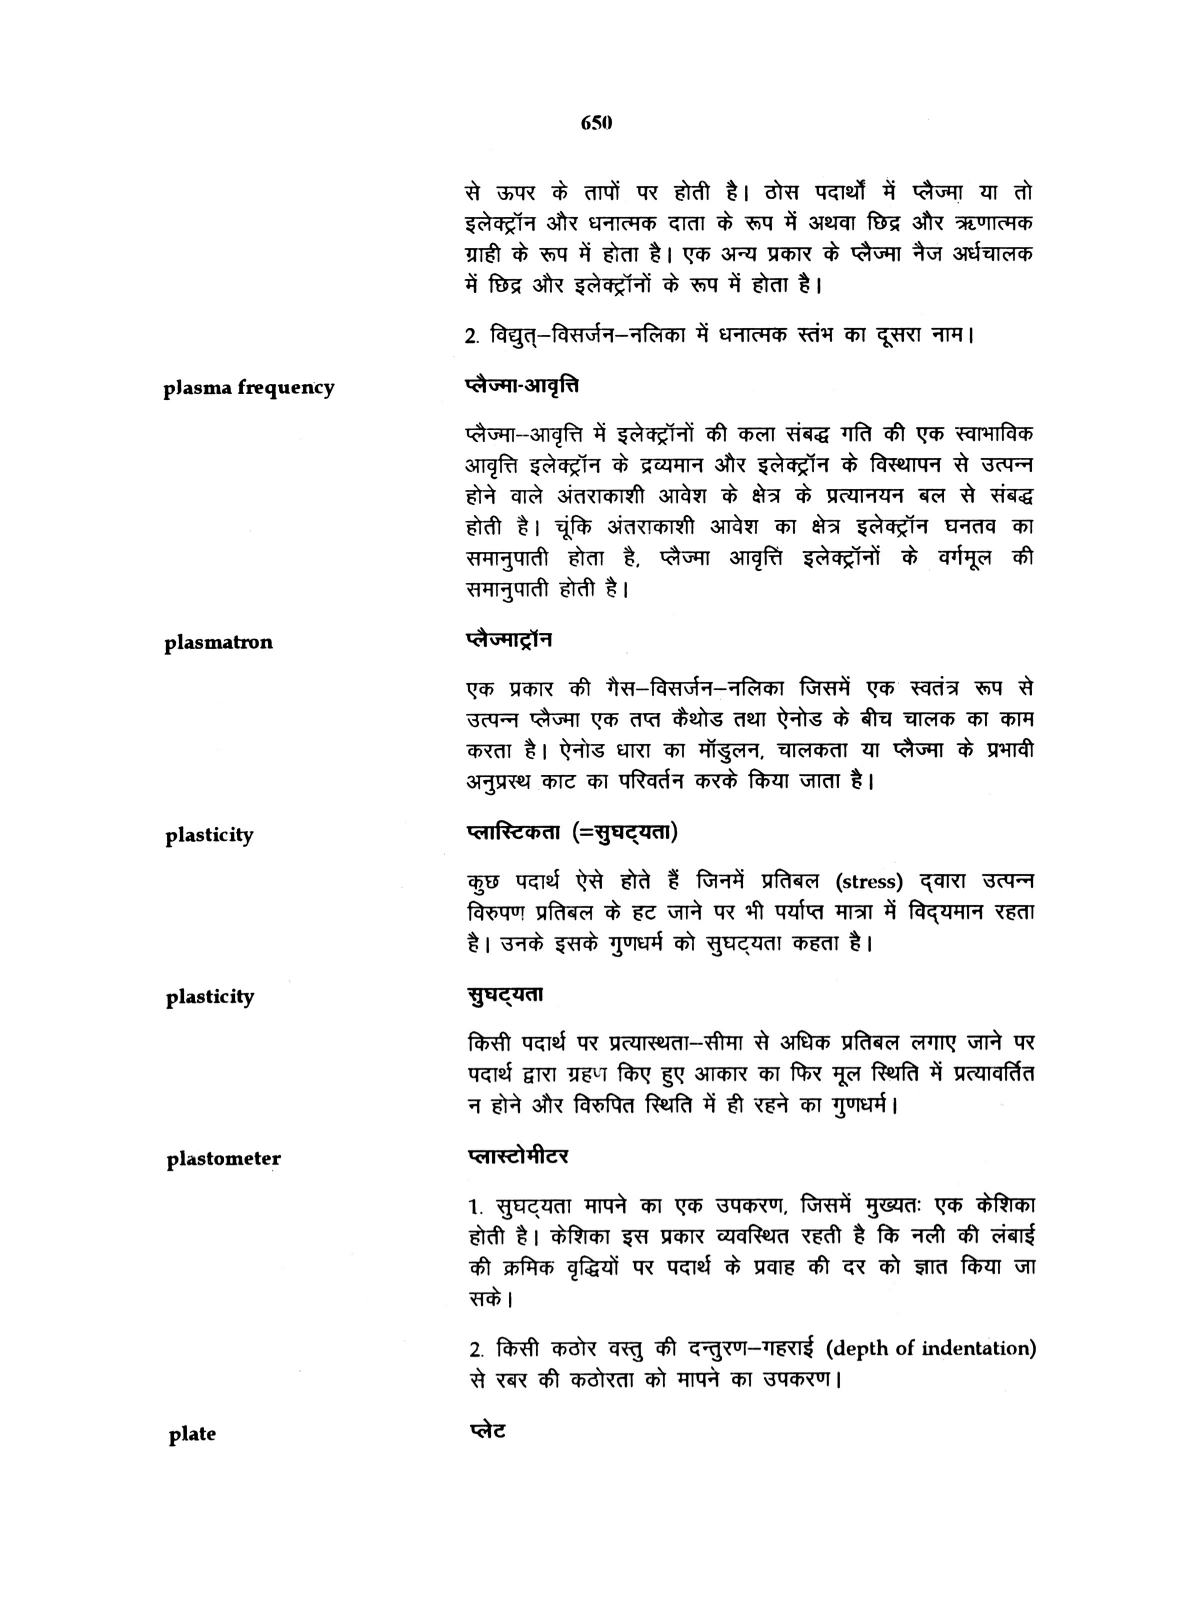 650
से ऊपर के तापों पर होती है। ठोस पदार्थों में प्लैज्मा या तो
इलेक्ट्रॉन और धनात्मक दाता के रूप में अथवा छिद्र और ऋणात्मक
ग्राही के रूप में होता है। एक अन्य प्रकार के प्लैज्मा नैज अर्धचालक
में छिद्र और इलेक्ट्रॉनों के रूप में होता है।
2. विद्युत्–विसर्जन–नलिका में धनात्मक स्तंभ का दूसरा नाम।
plasma frequency प्लैज्मा-आवृत्ति
प्लैज्मा–आवृत्ति में इलेक्ट्रॉनों की कला संबद्ध गति की एक स्वाभाविक
आवृत्ति इलेक्ट्रॉन के द्रव्यमान और इलेक्ट्रॉन के विस्थापन से उत्पन्न
होने वाले अंतराकाशी आवेश के क्षेत्र के प्रत्यानयन बल से संबद्ध
होती है। चूंकि अंतराकाशी आवेश का क्षेत्र इलेक्ट्रॉन घनतव का
समानुपाती होता है, प्लैज्मा आवृत्ति इलेक्ट्रॉनों के वर्गमूल की
समानुपाती होती है।
plasmatron प्लैज्माट्रॉन
एक प्रकार की गैस–विसर्जन–नलिका जिसमें एक स्वतंत्र रूप से
उत्पन्न प्लैज्मा एक तप्त कैथोड तथा ऐनोड के बीच चालक का काम
करता है। ऐनोड धारा का मॉडुलन, चालकता या प्लैज्मा के प्रभावी
अनुप्रस्थ काट का परिवर्तन करके किया जाता है।
plasticity प्लास्टिकता (=सुघट्यता)
कुछ पदार्थ ऐसे होते हैं जिनमें प्रतिबल (stress) द्वारा उत्पन्न
विरुपण प्रतिबल के हट जाने पर भी पर्याप्त मात्रा में विद्यमान रहता
है। उनके इसके गुणधर्म को सुघट्यता कहता है।
plasticity सुघट्यता
किसी पदार्थ पर प्रत्यास्थता–सीमा से अधिक प्रतिबल लगाए जाने पर
पदार्थ द्वारा ग्रहण किए हुए आकार का फिर मूल स्थिति में प्रत्यावर्तित
न होने और विरुपित स्थिति में ही रहने का गुणधर्म।
plastometer प्लास्टोमीटर
1. सुघट्यता मापने का एक उपकरण, जिसमें मुख्यतः एक केशिका
होती है। केशिका इस प्रकार व्यवस्थित रहती है कि नली की लंबाई
की क्रमिक वृद्धियों पर पदार्थ के प्रवाह की दर को ज्ञात किया जा
सके।
2. किसी कठोर वस्तु की दन्तुरण–गहराई (depth of indentation)
से रबर की कठोरता को मापने का उपकरण।
plate प्लेट